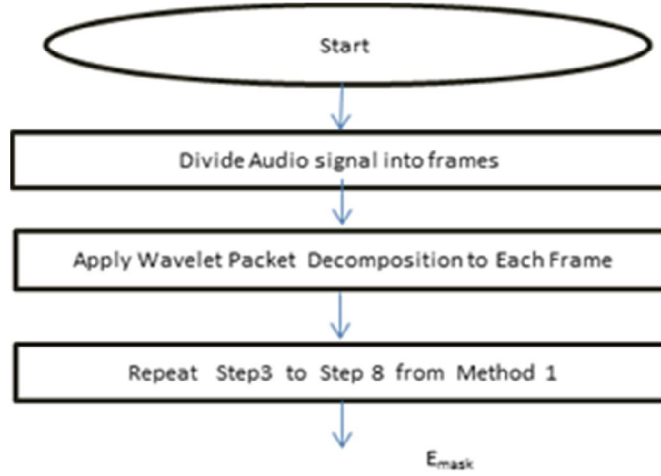 Start
Divide Audio signal into frames
Apply Wavelet Packet Decomposition to Each Frame
Repeat Step3 to Step 8 from Method 1
E_mask